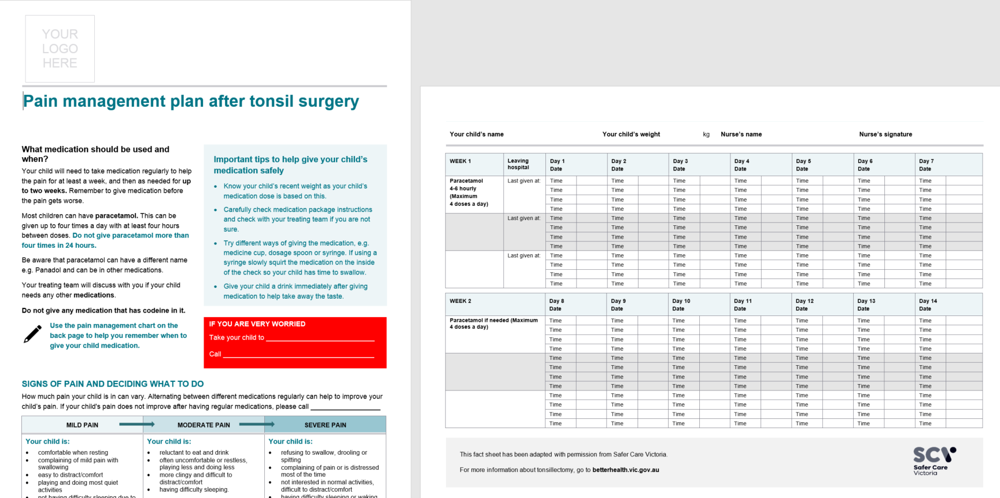 YOUR
LOGO
HERE
Pain management plan after tonsil surgery
What medication should be used and
when?
Your child will need to take medication regularly to help
the pain for at least a week, and then as needed for up
to two weeks. Remember to give medication before
the pain gets worse.
Most children can have paracetamol. This can be
given up to four times a day with at least four hours
between doses. Do not give paracetamol more than
four times in 24 hours.
Be aware that paracetamol can have a different name
e.g. Panadol and can be in other medications.
Your treating team will discuss with you if your child
needs any other medications.
Do not give any medication that has codeine in it.
Use the pain management chart on the
back page to help you remember when to
give your child medication.
Important tips to help give your child's
medication safely
• Know your child's recent weight as your child's
medication dose is based on this.
• Carefully check medication package instructions
and check with your treating team if you are not
sure.
• Try different ways of giving the medication, e.g.
medicine cup, dosage spoon or syringe. If using a
syringe slowly squirt the medication on the inside
of the check so your child has time to swallow.
• Give your child a drink immediately after giving
medication to help take away the taste.
IF YOU ARE VERY WORRIED
Take your child to
Call
SIGNS OF PAIN AND DECIDING WHAT TO DO
How much pain your child is in can vary. Alternating between different medications regularly can help to improve your
child's pain. If your child's pain does not improve after having regular medications, please call
MILD PAIN MODERATE PAIN SEVERE PAIN
Your child is:
• comfortable when resting
• complaining of mild pain with
swallowing
• easy to distract/comfort
• playing and doing most quiet
activities
• not having difficulty sleeping due to
Your child is:
• reluctant to eat and drink
• often uncomfortable or restless,
playing less and doing less
• more clingy and difficult to
distract/comfort
• having difficulty sleeping.
Your child is:
• refusing to swallow, drooling or
spitting
• complaining of pain or is distressed
most of the time
• not interested in normal activities,
difficult to distract/comfort
• having difficulty sleeping or waking
Your child's name Your child's weight kg Nurse's name Nurse's signature
WEEK 1 Leaving hospital Day 1 Day 2 Day 3 Day 4 Day 5 Day 6 Day 7
Date Date Date Date Date Date Date
Paracetamol Last given at: Time Time Time Time Time Time Time
4-6 hourly Time Time Time Time Time Time Time
(Maximum Time Time Time Time Time Time Time
4 doses a day) Time Time Time Time Time Time Time
Last given at: Time Time Time Time Time Time Time
Time Time Time Time Time Time Time
Time Time Time Time Time Time Time
Time Time Time Time Time Time Time
Last given at: Time Time Time Time Time Time Time
Time Time Time Time Time Time Time
Time Time Time Time Time Time Time
Time Time Time Time Time Time Time
WEEK 2 Day 8 Day 9 Day 10 Day 11 Day 12 Day 13 Day 14
Date Date Date Date Date Date Date
Paracetamol if needed (Maximum Time Time Time Time Time Time Time
4 doses a day) Time Time Time Time Time Time Time
Time Time Time Time Time Time Time
Time Time Time Time Time Time Time
Time Time Time Time Time Time Time
Time Time Time Time Time Time Time
Time Time Time Time Time Time Time
Time Time Time Time Time Time Time
Time Time Time Time Time Time Time
Time Time Time Time Time Time Time
Time Time Time Time Time Time Time
Time Time Time Time Time Time Time
This fact sheet has been adapted with permission from Safer Care Victoria.
For more information about tonsillectomy, go to betterhealth.vic.gov.au
SCV
Safer Care
Victoria